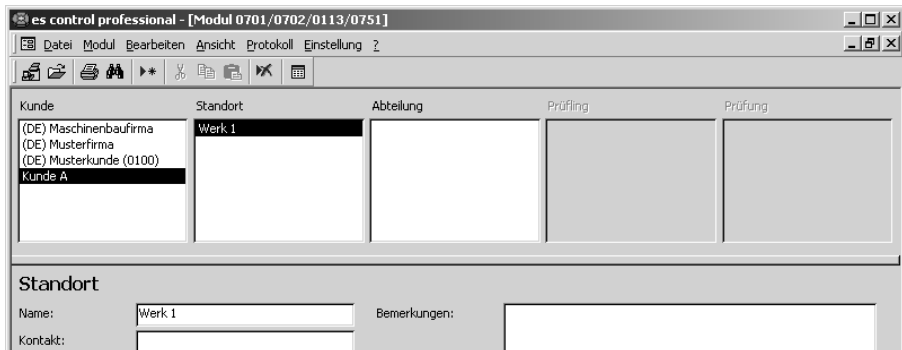 es control professional - [Modul 0701/0702/0113/0751]
Datei Modul Bearbeiten Ansicht Protokoll Einstellung ?
Kunde Standort Abteilung Prüfling Prüfung
(DE) Maschinenbaufirma Werk 1
(DE) Musterfirma
(DE) Musterkunde (0100)
Kunde A
Standort
Name: Werk 1 Bemerkungen:
Kontakt: